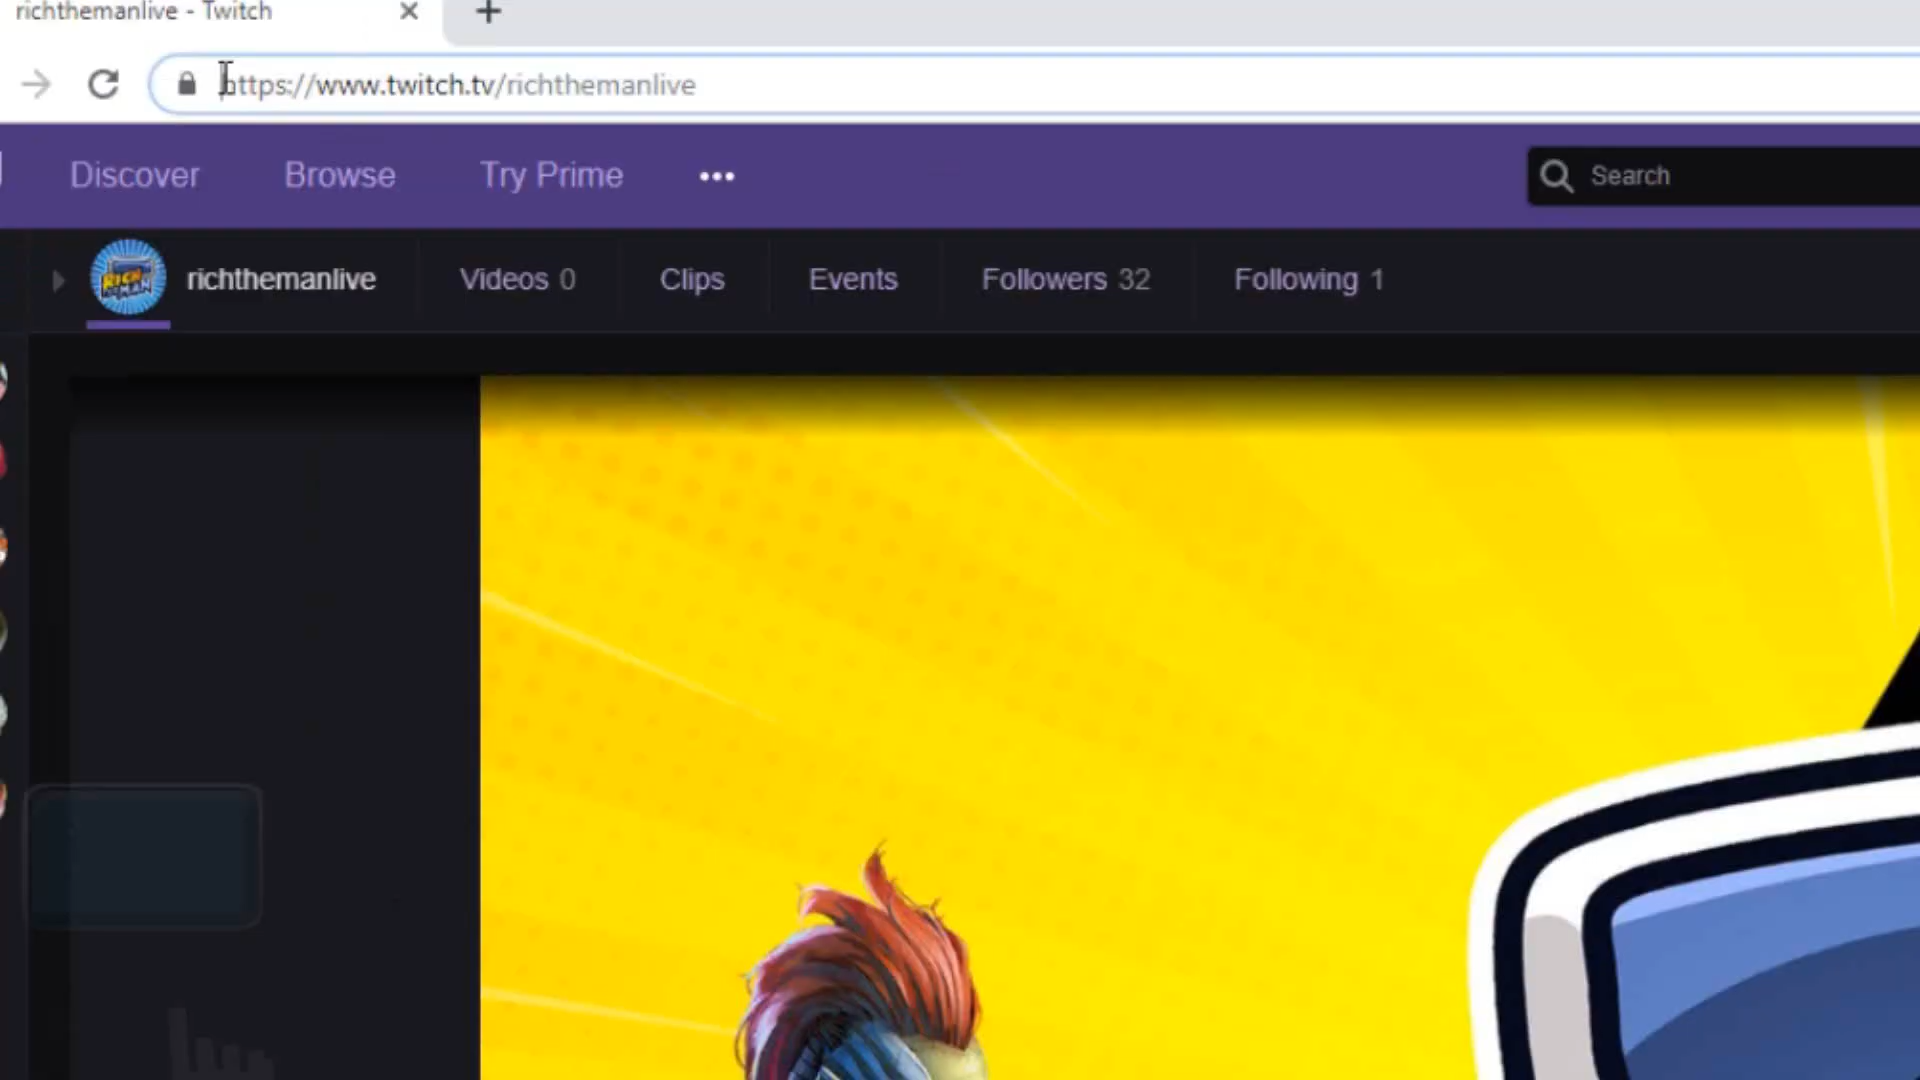 richthemanlive - Twitch
https://www.twitch.tv/richthemanlive
Discover Browse Try Prime Search
richthemanlive Videos 0 Clips Events Followers 32 Following 1